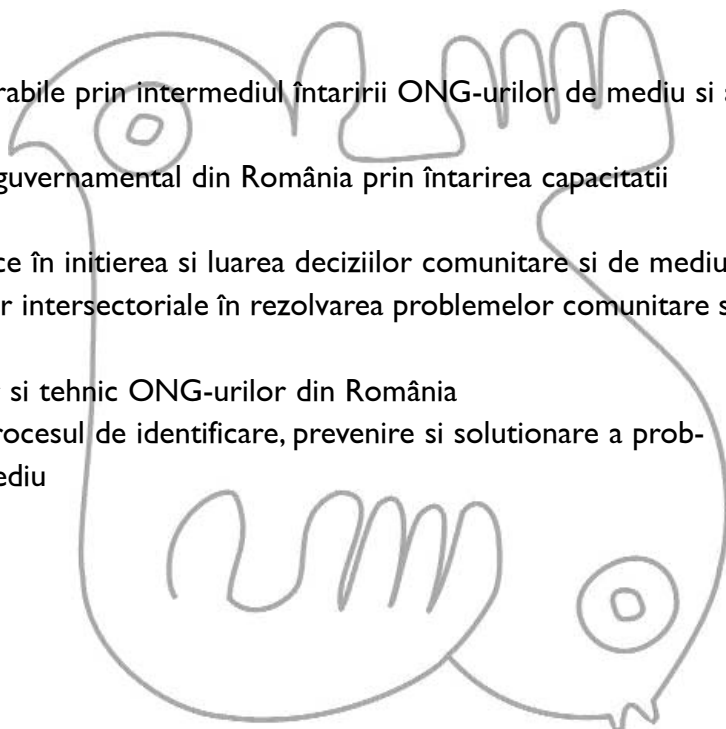 rabile prin intermediul întaririi ONG-urilor de mediu si a
guvernamental din România prin întarirea capacitatii
ce în initierea si luarea deciziilor comunitare si de mediu
r intersectoriale în rezolvarea problemelor comunitare s
si tehnic ONG-urilor din România
rocesul de identificare, prevenire si solutionare a prob-
ediu